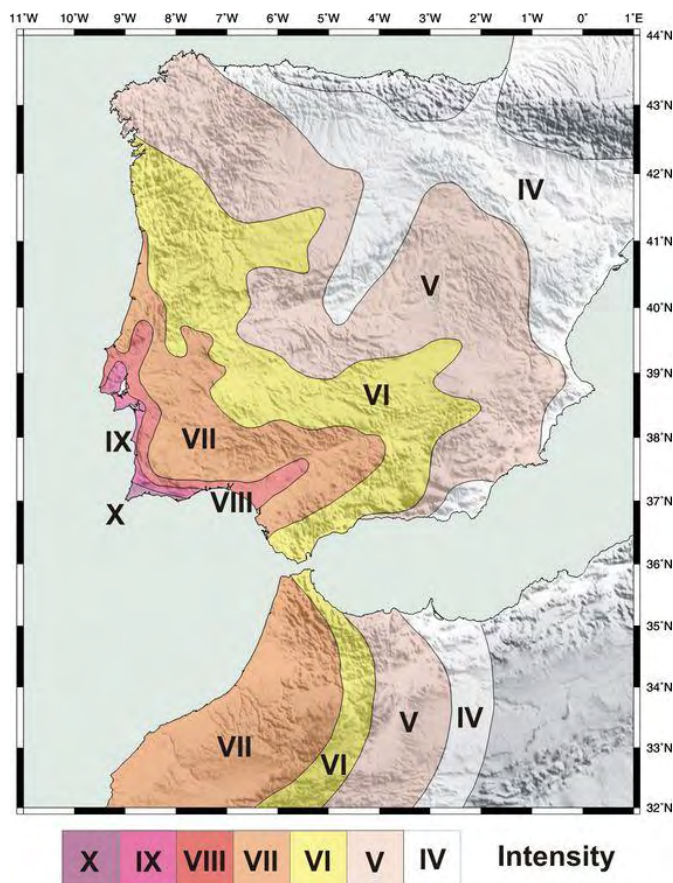 11°W 10°W 9°W 8°W 7°W 6°W 5°W 4°W 3°W 2°W 1°W 0° 1°E
44°N
43°N
IV
42°N
41°N
V
40°N
39°N
VI
IX
VII
38°N
X
VIII
37°N
36°N
35°N
34°N
VII
VI
V
IV
33°N
32°N
X IX VIII VII VI V IV Intensity